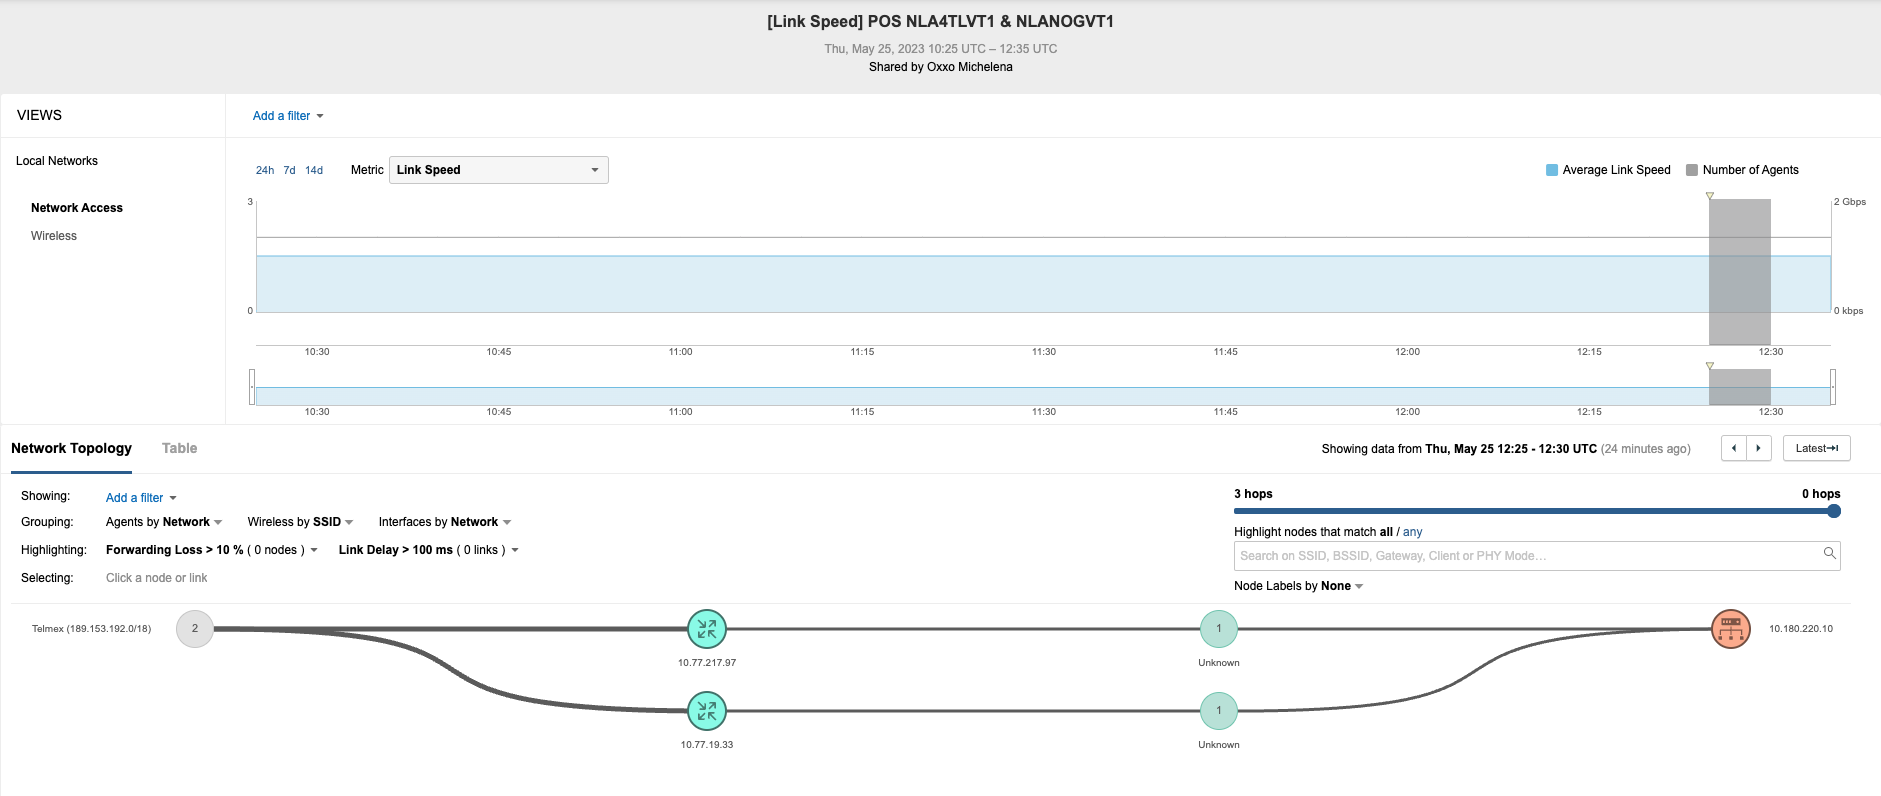 [Link Speed] POS NLA4TLVT1 & NLANOGVT1
Thu, May 25, 2023 10:25 UTC – 12:35 UTC
Shared by Oxxo Michelena
VIEWS
Add a filter
Local Networks
Network Access
Wireless
24h 7d 14d Metric Link Speed
Average Link Speed Number of Agents
3
2 Gbps
0
0 kbps
10:30 10:45 11:00 11:15 11:30 11:45 12:00 12:15 12:30
10:30 10:45 11:00 11:15 11:30 11:45 12:00 12:15 12:30
Network Topology Table
Showing data from Thu, May 25 12:25 - 12:30 UTC (24 minutes ago)
Latest
Showing: Add a filter
Grouping: Agents by Network Wireless by SSID Interfaces by Network
Highlighting: Forwarding Loss > 10 % ( 0 nodes ) Link Delay > 100 ms ( 0 links )
Selecting: Click a node or link
3 hops 0 hops
Highlight nodes that match all / any
Search on SSID, BSSID, Gateway, Client or PHY Mode…
Node Labels by None
Telmex (189.153.192.0/18) 2
10.77.217.97
1
Unknown
10.180.220.10
10.77.19.33
1
Unknown